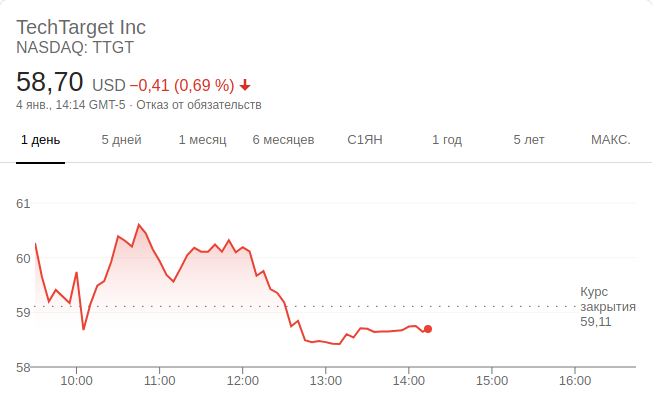 TechTarget Inc
NASDAQ: TTGT
58,70 USD −0,41 (0,69 %)
4 янв., 14:14 GMT-5 · Отказ от обязательств
1 день 5 дней 1 месяц 6 месяцев С1ЯН 1 год 5 лет МАКС.
61
60
59
58
Курс
закрытия
59,11
10:00 11:00 12:00 13:00 14:00 15:00 16:00